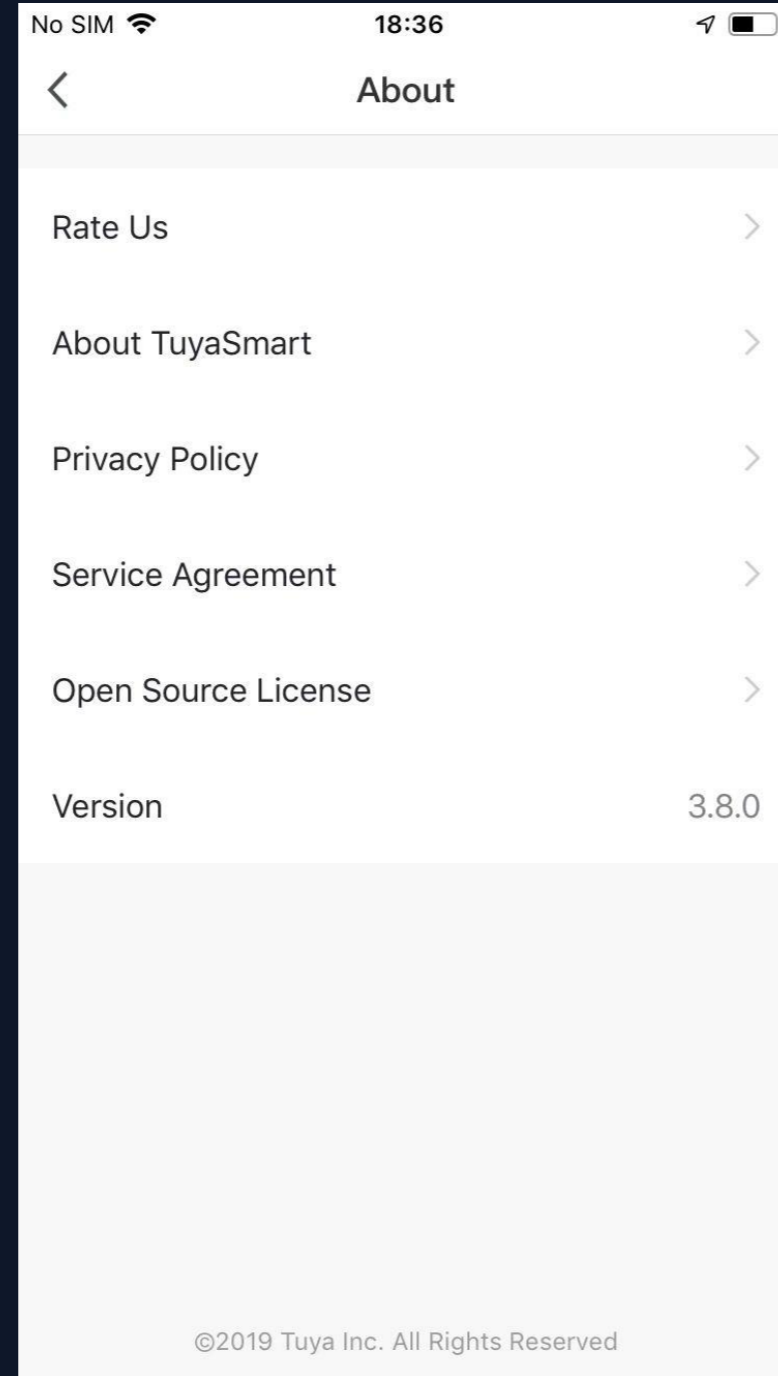 No SIM 18:36
About
Rate Us
About TuyaSmart
Privacy Policy
Service Agreement
Open Source License
Version 3.8.0
©2019 Tuya Inc. All Rights Reserved